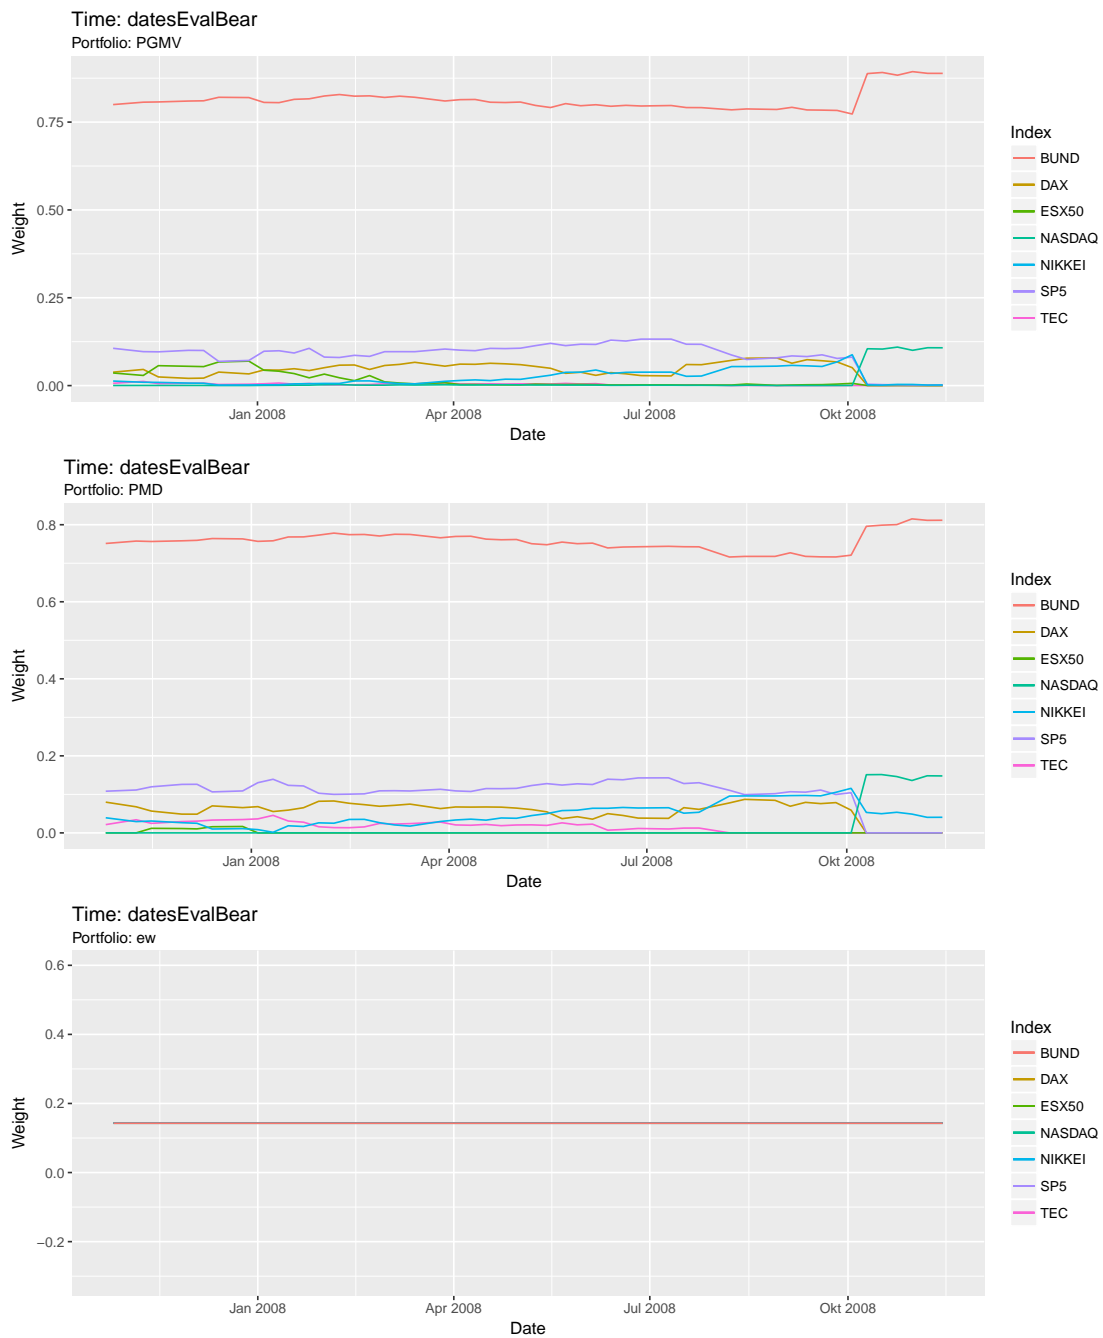 Time: datesEvalBear
Portfolio: PGMV
0.75
0.50
0.25
0.00
Weight
Jan 2008 Apr 2008 Jul 2008 Okt 2008
Date
Index
BUND
DAX
ESX50
NASDAQ
NIKKEI
SP5
TEC
Time: datesEvalBear
Portfolio: PMD
0.8
0.6
0.4
0.2
0.0
Weight
Jan 2008 Apr 2008 Jul 2008 Okt 2008
Date
Index
BUND
DAX
ESX50
NASDAQ
NIKKEI
SP5
TEC
Time: datesEvalBear
Portfolio: ew
0.6
0.4
0.2
0.0
−0.2
Weight
Jan 2008 Apr 2008 Jul 2008 Okt 2008
Date
Index
BUND
DAX
ESX50
NASDAQ
NIKKEI
SP5
TEC